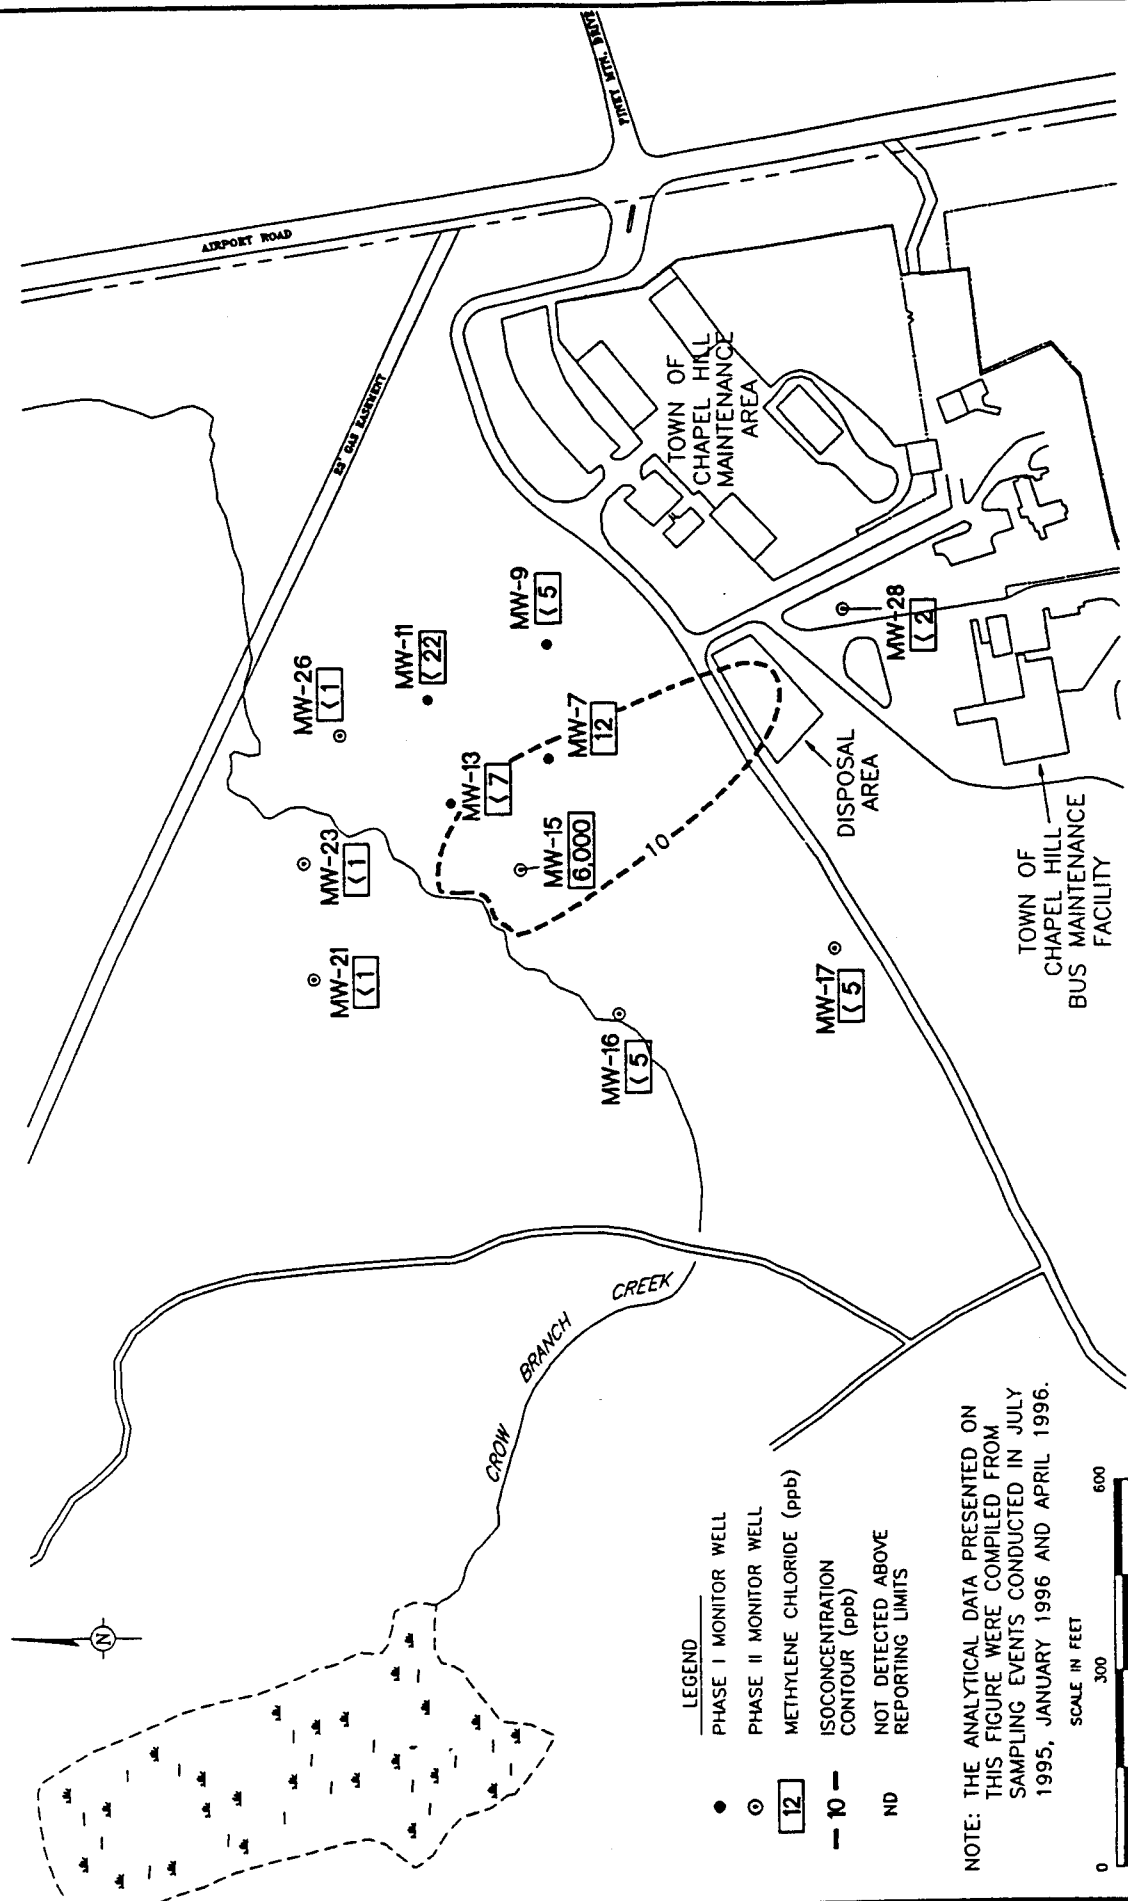 PINEY MTN. DRIVE
AIRPORT ROAD
25' GAS EASEMENT
TOWN OF
CHAPEL HILL
MAINTENANCE
AREA
MW-9
< 5
MW-11
< 22
MW-26
< 1
MW-28
< 2
MW-7
12
MW-13
< 7
MW-15
6,000
10
MW-23
< 1
MW-21
< 1
MW-17
< 5
MW-16
< 5
DISPOSAL
AREA
TOWN OF
CHAPEL HILL
BUS MAINTENANCE
FACILITY
CROW BRANCH CREEK
N
LEGEND
PHASE I MONITOR WELL
PHASE II MONITOR WELL
12 METHYLENE CHLORIDE (ppb)
10 ISOCONCENTRATION
CONTOUR (ppb)
ND NOT DETECTED ABOVE
REPORTING LIMITS
NOTE: THE ANALYTICAL DATA PRESENTED ON
THIS FIGURE WERE COMPILED FROM
SAMPLING EVENTS CONDUCTED IN JULY
1995, JANUARY 1996 AND APRIL 1996.
SCALE IN FEET
0 300 600